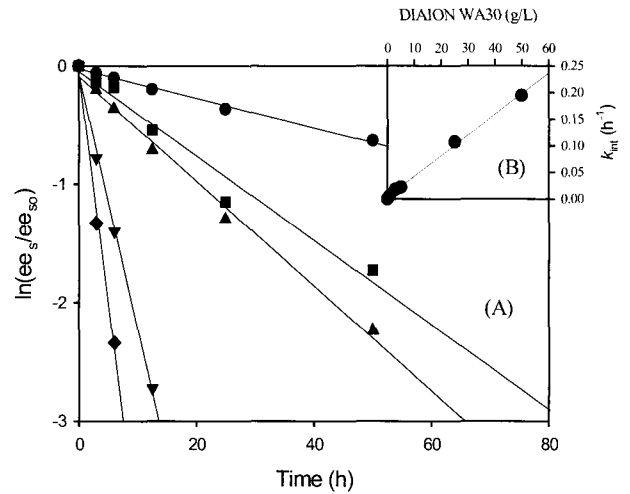 DIAION WA30 (g/L)
0 10 20 30 40 50 60
0.25
0.20
0.15
0.10
0.05
0.00
k_int (h⁻¹)
(B)
0
-1
-2
-3
ln(ee_s/ee_so)
(A)
0 20 40 60 80
Time (h)